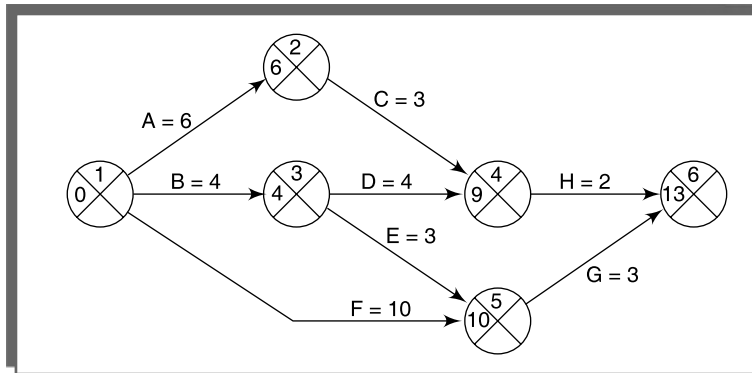 2
6
A = 6
C = 3
1
0
B = 4
3
4
D = 4
4
9
H = 2
6
13
E = 3
G = 3
F = 10
5
10